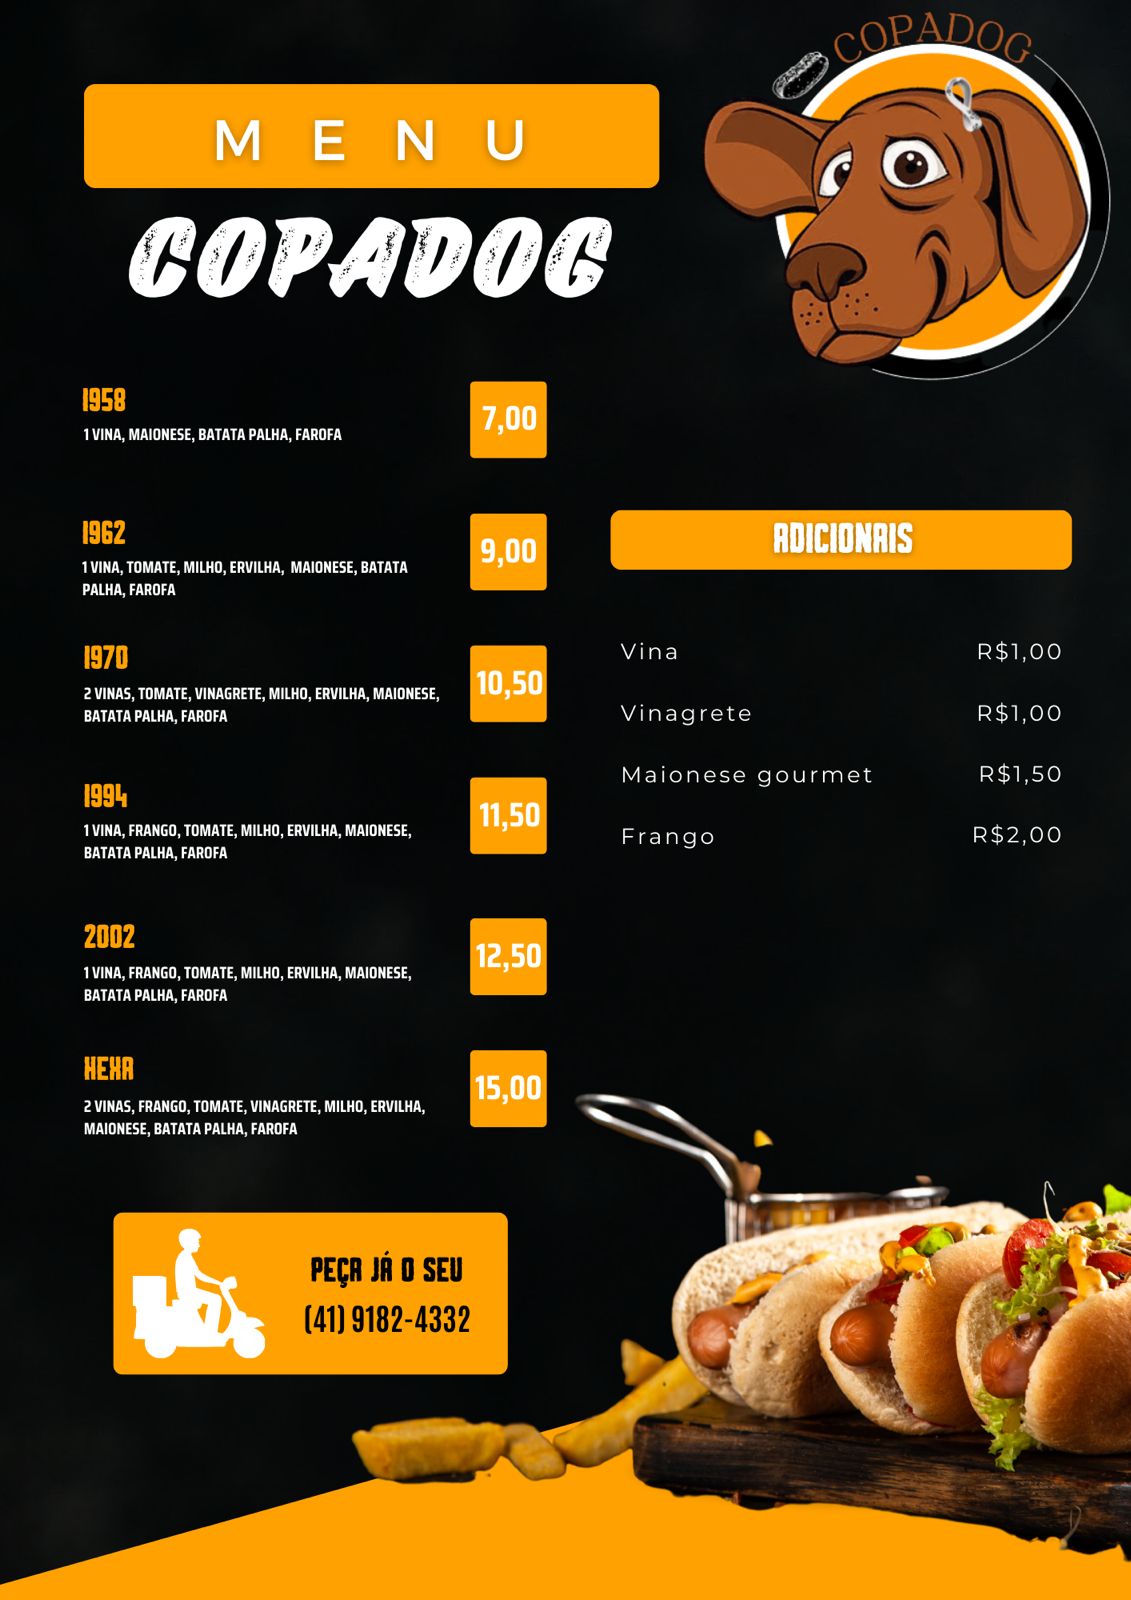 COPADOG
MENU
COPADOG
1958
7,00
1 VINA, MAIONESE, BATATA PALHA, FAROFA
1962
9,00
1 VINA, TOMATE, MILHO, ERVILHA, MAIONESE, BATATA
PALHA, FAROFA
1970
10,50
2 VINAS, TOMATE, VINAGRETE, MILHO, ERVILHA, MAIONESE,
BATATA PALHA, FAROFA
1994
11,50
1 VINA, FRANGO, TOMATE, MILHO, ERVILHA, MAIONESE,
BATATA PALHA, FAROFA
2002
12,50
1 VINA, FRANGO, TOMATE, MILHO, ERVILHA, MAIONESE,
BATATA PALHA, FAROFA
HEXA
15,00
2 VINAS, FRANGO, TOMATE, VINAGRETE, MILHO, ERVILHA,
MAIONESE, BATATA PALHA, FAROFA
ADICIONAIS
Vina R$1,00
Vinagrete R$1,00
Maionese gourmet R$1,50
Frango R$2,00
PEÇA JÁ O SEU
(41) 9182-4332